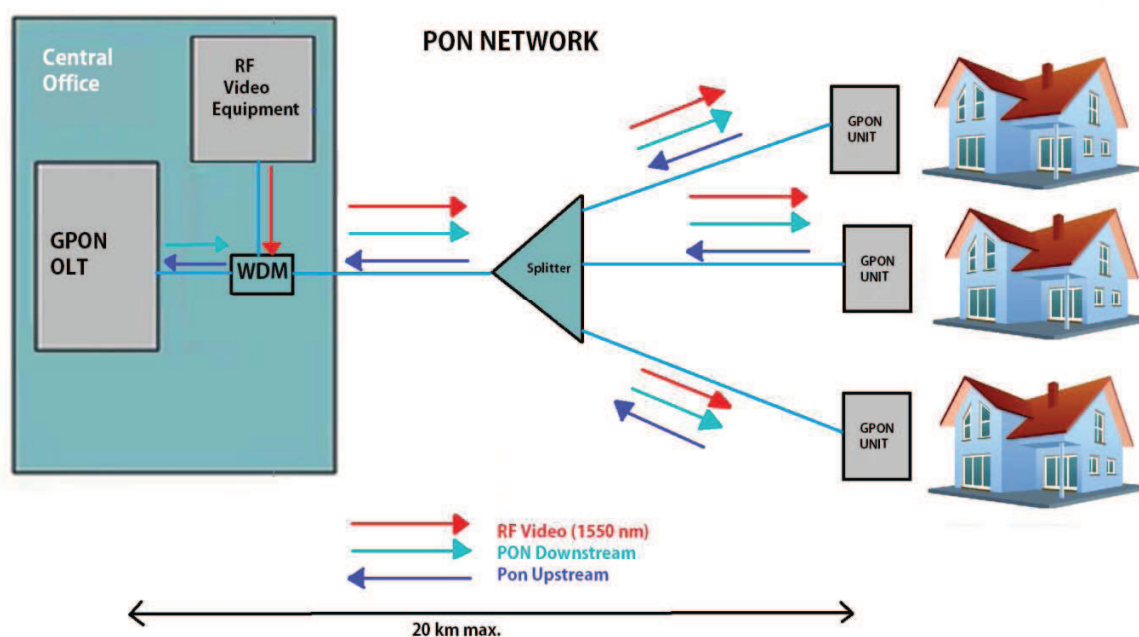 PON NETWORK
Central
Office
RF
Video
Equipment
GPON
OLT
WDM
Splitter
GPON
UNIT
GPON
UNIT
GPON
UNIT
RF Video (1550 nm)
PON Downstream
Pon Upstream
20 km max.